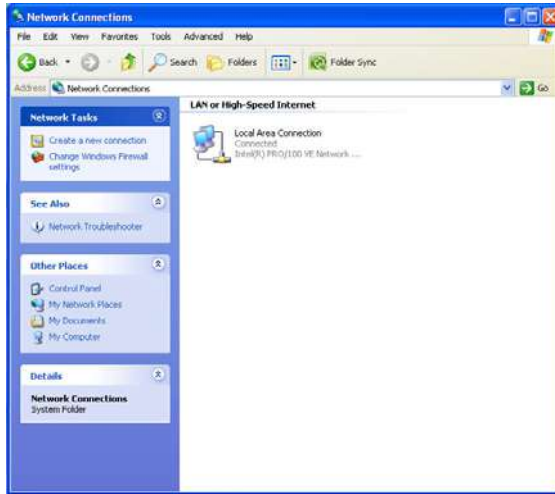 Network Connections
File Edit View Favorites Tools Advanced Help
Back Search Folders Folder Sync
Address Network Connections Go
Network Tasks
Create a new connection
Change Windows Firewall
settings
See Also
Network Troubleshooter
Other Places
Control Panel
My Network Places
My Documents
My Computer
Details
Network Connections
System Folder
LAN or High-Speed Internet
Local Area Connection
Connected
Intel(R) PRO/100 VE Network ...